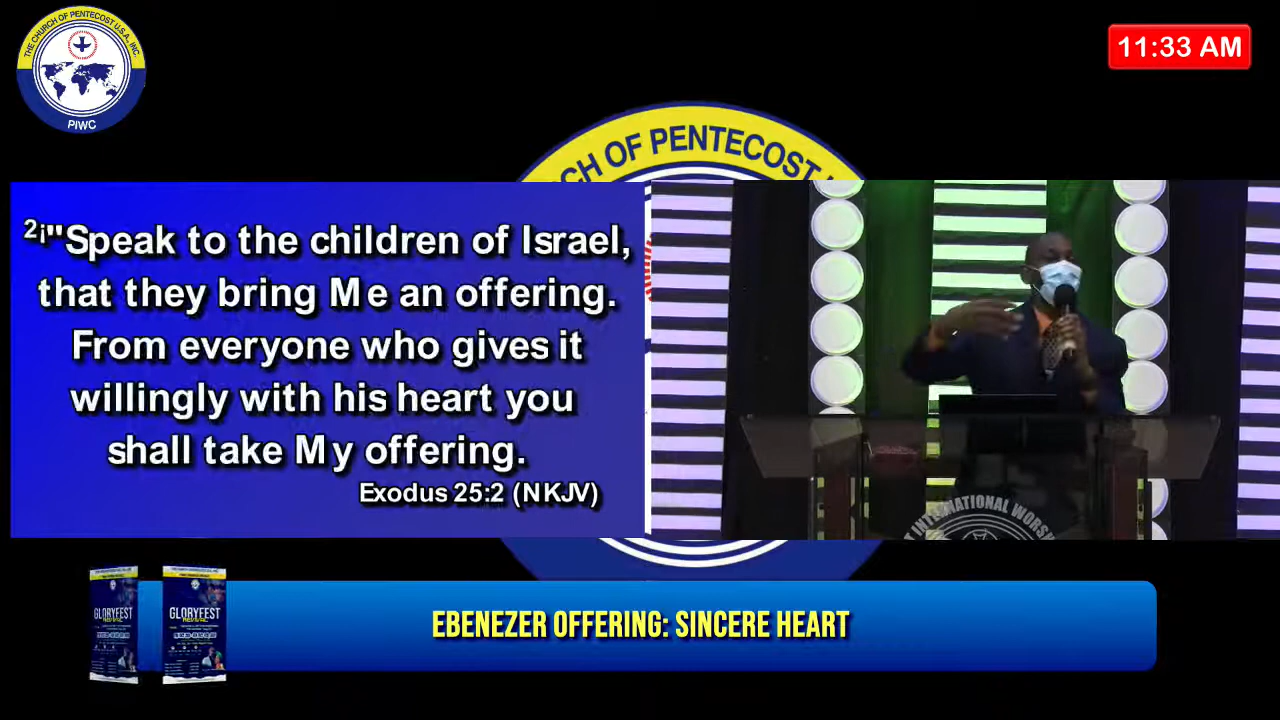 THE CHURCH OF PENTECOST U.S.A., INC.
PIWC
11:33 AM
CH OF PENTECOST U.
2i"Speak to the children of Israel,
that they bring Me an offering.
From everyone who gives it
willingly with his heart you
shall take My offering.
Exodus 25:2 (NKJV)
T INTERNATIONAL WORSH
GLORYFEST
GLORYFEST
EBENEZER OFFERING: SINCERE HEART